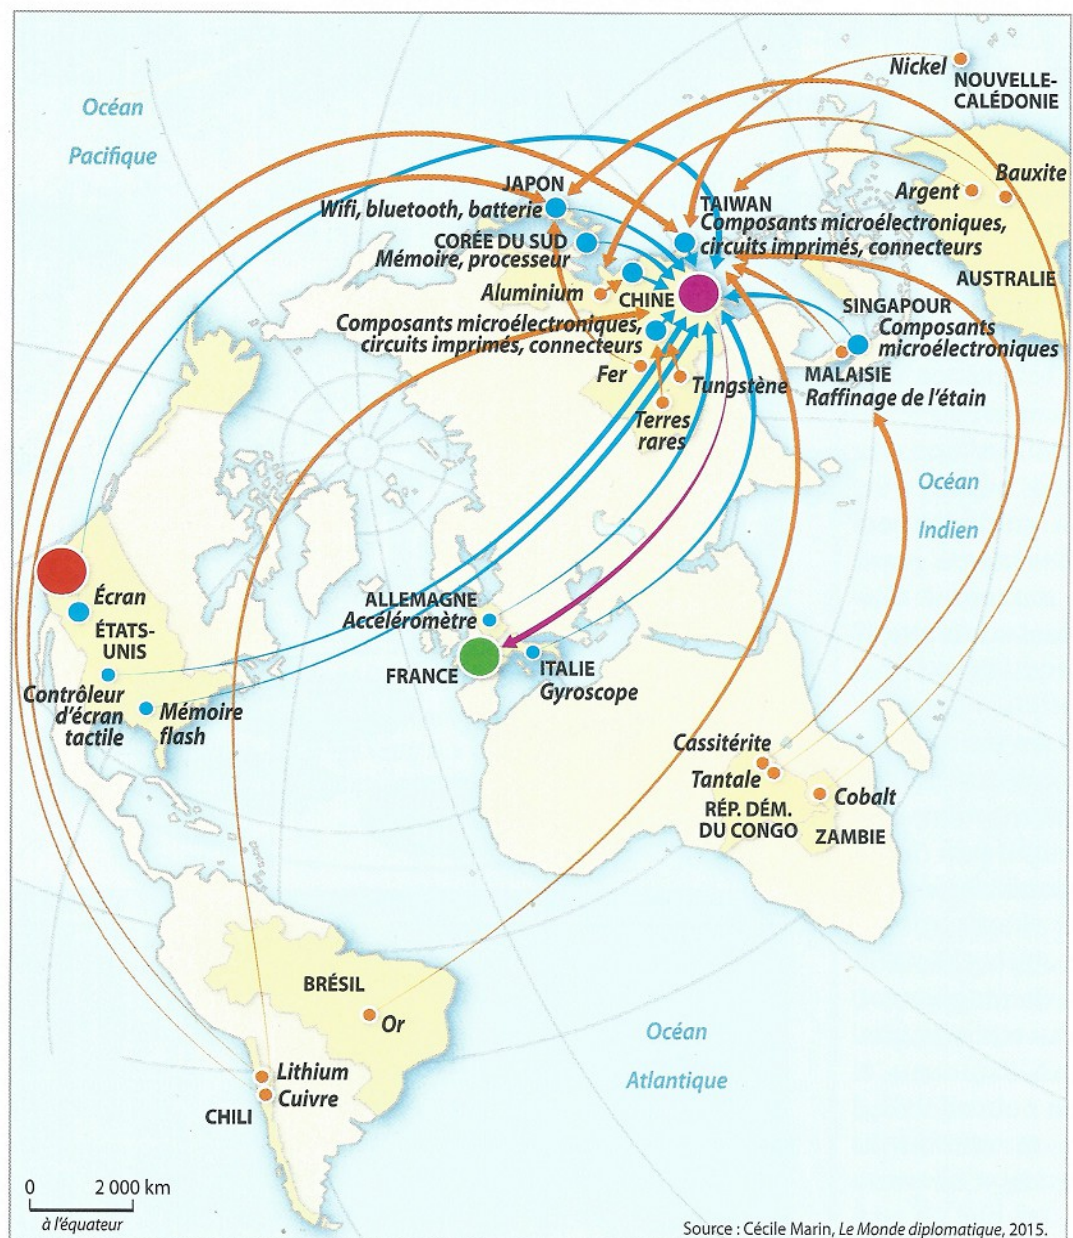 Nickel
NOUVELLE-
CALÉDONIE
Océan
Pacifique
Bauxite
Argent
JAPON
Wifi, bluetooth, batterie
TAIWAN
Composants microélectroniques,
circuits imprimés, connecteurs
CORÉE DU SUD
Mémoire, processeur
AUSTRALIE
Aluminium
CHINE
SINGAPOUR
Composants
microélectroniques
Composants microélectroniques,
circuits imprimés, connecteurs
MALAISIE
Raffinage de l'étain
Fer
Tungstène
Terres
rares
Océan
Indien
Écran
ÉTATS-
UNIS
ALLEMAGNE
Accéléromètre
FRANCE
ITALIE
Gyroscope
Contrôleur
d'écran
tactile
Mémoire
flash
Cassitérite
Tantale
Cobalt
RÉP. DÉM.
DU CONGO
ZAMBIE
BRÉSIL
Or
Océan
Atlantique
Lithium
Cuivre
CHILI
0 2 000 km
à l'équateur
Source : Cécile Marin, Le Monde diplomatique, 2015.